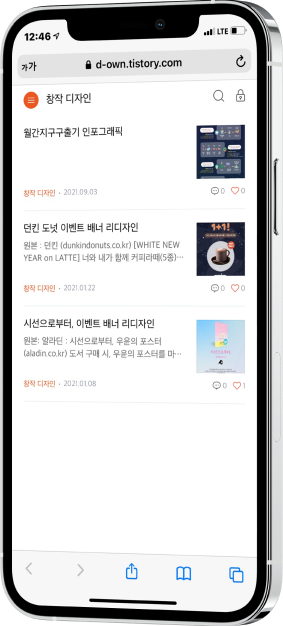 12:46
LTE
가가
d-own.tistory.com
창작 디자인
월간지구구출기 인포그래픽
창작 디자인 · 2021.09.03
0 0
던킨 도넛 이벤트 배너 리디자인
원본 : 던킨 (dunkindonuts.co.kr) [WHITE NEW
YEAR on LATTE] 너와 내가 함께 커피라떼(5종)…
1+1!
창작 디자인 · 2021.01.22
0 0
시선으로부터, 이벤트 배너 리디자인
원본: 알라딘 : 시선으로부터, 우윤의 포스터
(aladin.co.kr) 도서 구매 시, 우윤의 포스터를 마…
창작 디자인 · 2021.01.08
0 1